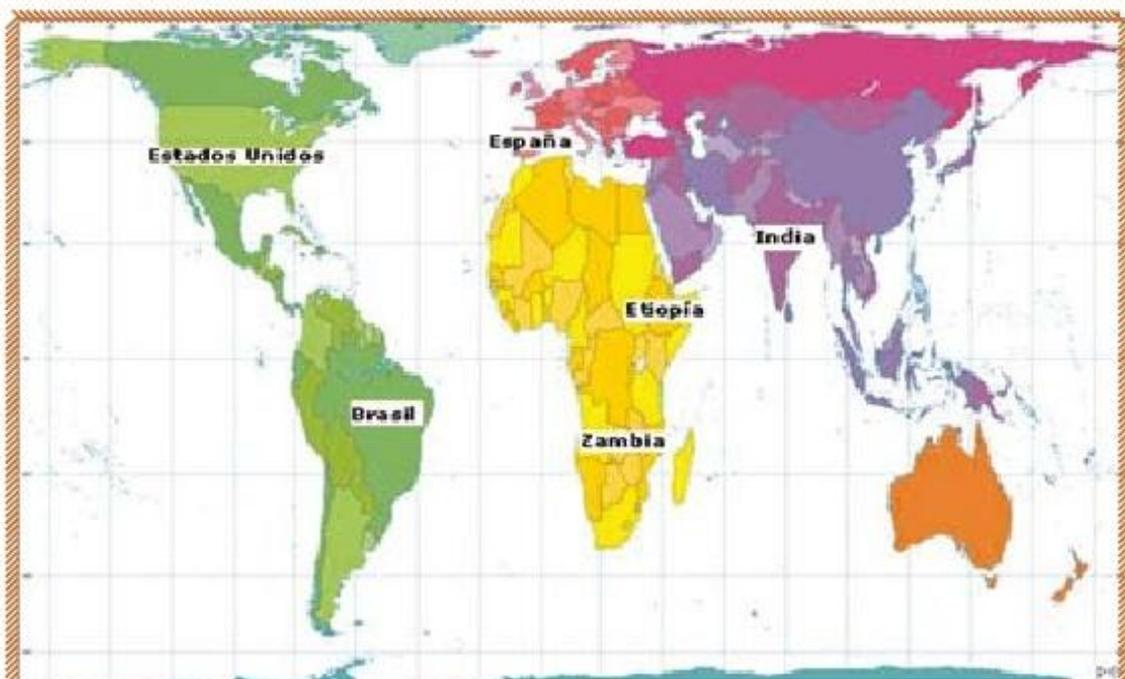 Estados Unidos
España
India
Etiopía
Brasil
Zambia